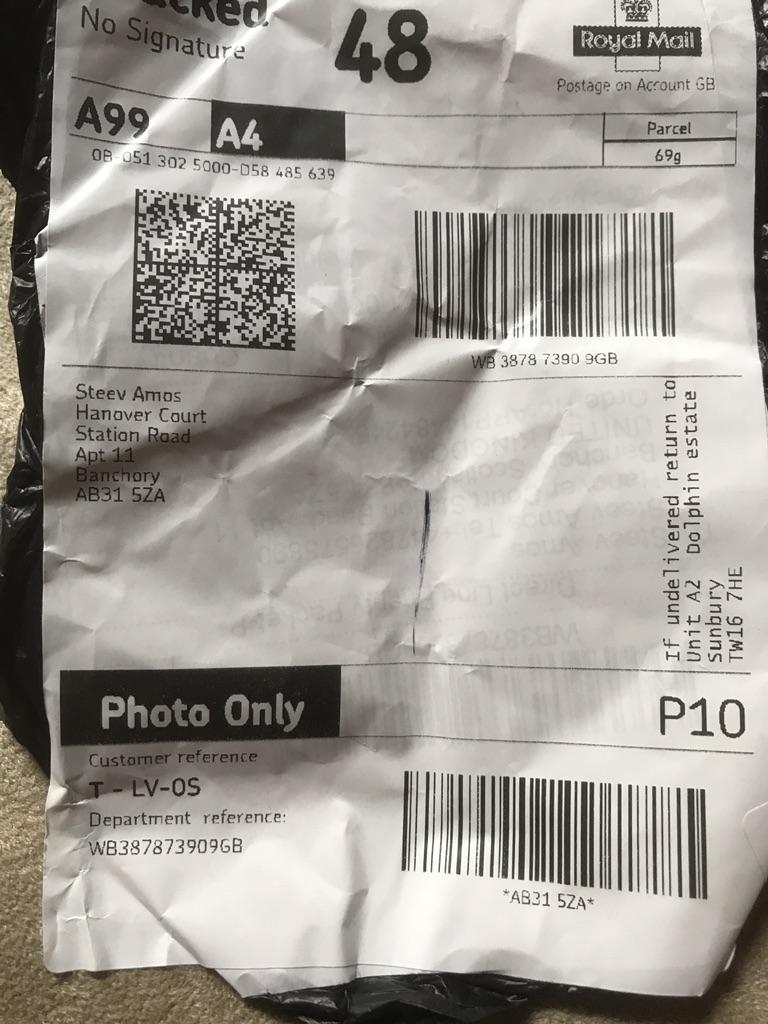 No Signature
48
Royal Mail
Postage on Account GB
A99
A4
Parcel
69g
0B-051 302 5000-D58 485 639
WB 3878 7390 9GB
Steev Amos
Hanover Court
Station Road
Apt 11
Banchory
AB31 5ZA
If undelivered return to
Unit A2 Dolphin estate
Sunbury
TW16 7HE
Photo Only
P10
Customer reference
T - LV-OS
Department reference:
WB387873909GB
*AB31 5ZA*